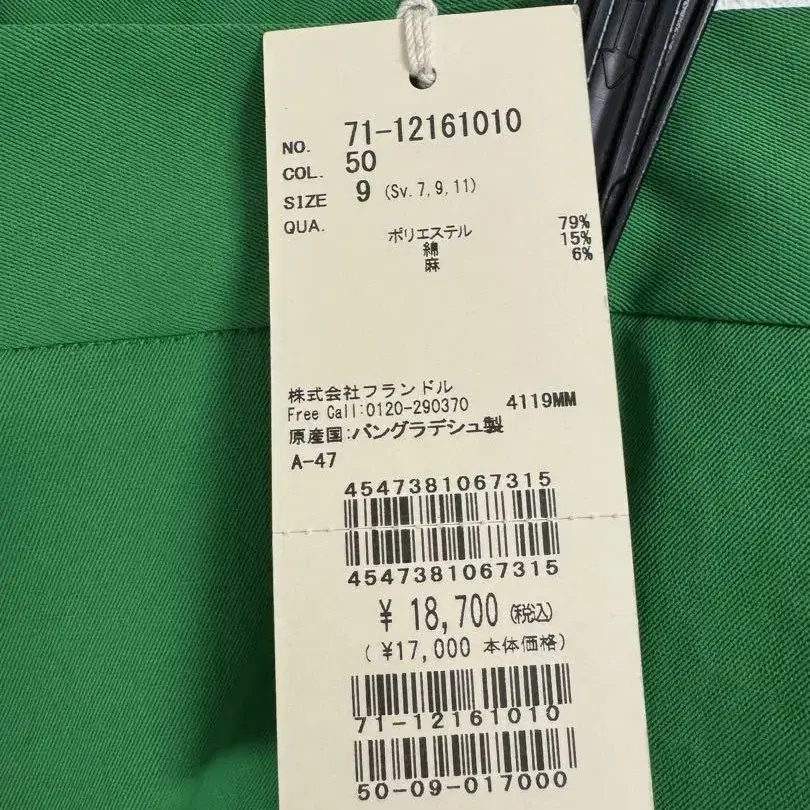 NO. 71-12161010
COL. 50
SIZE 9 (Sv.7,9,11)
QUA.
ポリエステル 79%
綿 15%
麻 6%
株式会社フランドル
Free Call:0120-290370 4119MM
原産国:バングラデシュ製
A-47
4547381067315
4547381067315
¥ 18,700 (税込)
( ¥17,000 本体価格)
71-12161010
50-09-017000